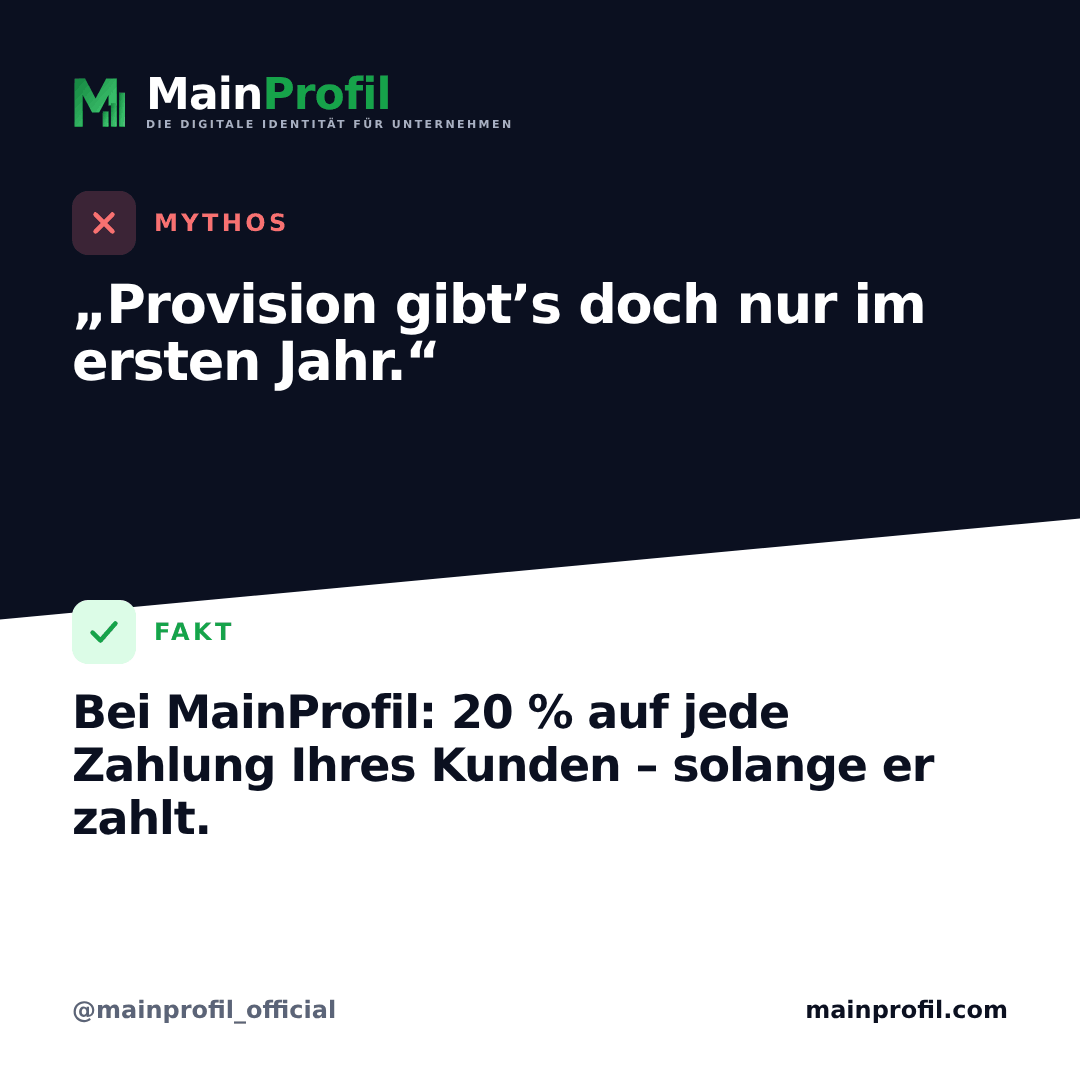 MainProfil
DIE DIGITALE IDENTITÄT FÜR UNTERNEHMEN
MYTHOS
„Provision gibt’s doch nur im
ersten Jahr.“
FAKT
Bei MainProfil: 20 % auf jede
Zahlung Ihres Kunden – solange er
zahlt.
@mainprofil_official
mainprofil.com